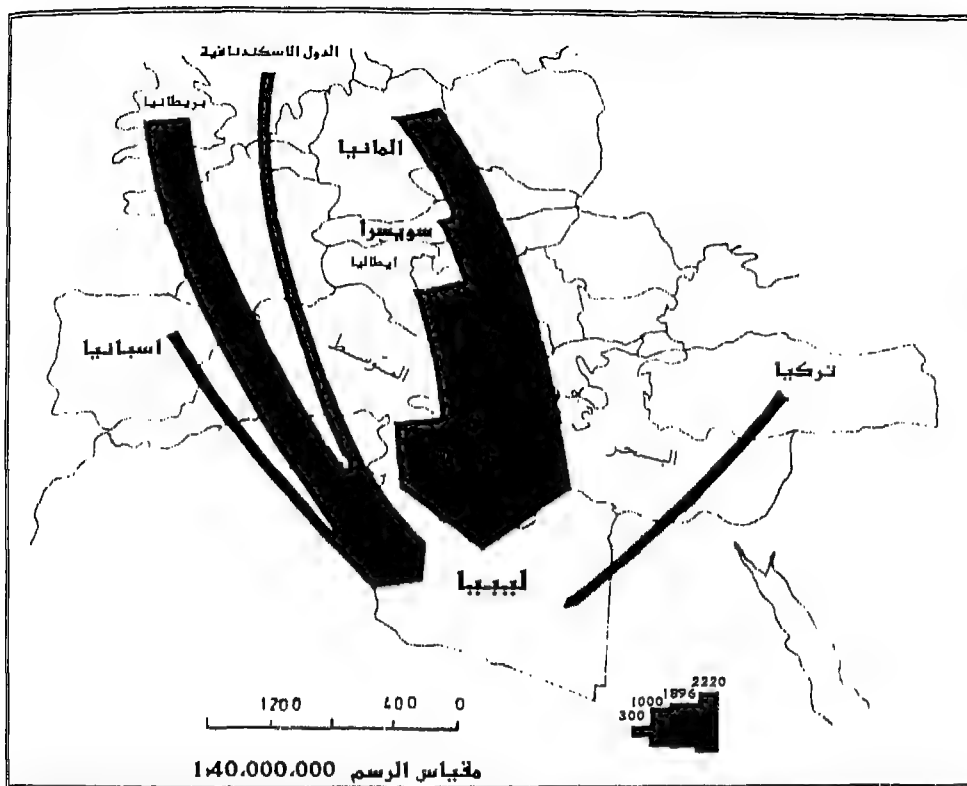 الدول الاسكندنافية
بريطانيا
المانيا
سويسرا
ايطاليا
اسبانيا
المتوسط
البحر
تركيا
ليبيا
2220
1896
1000
300
1200 400 0
مقياس الرسم 1:40.000.000